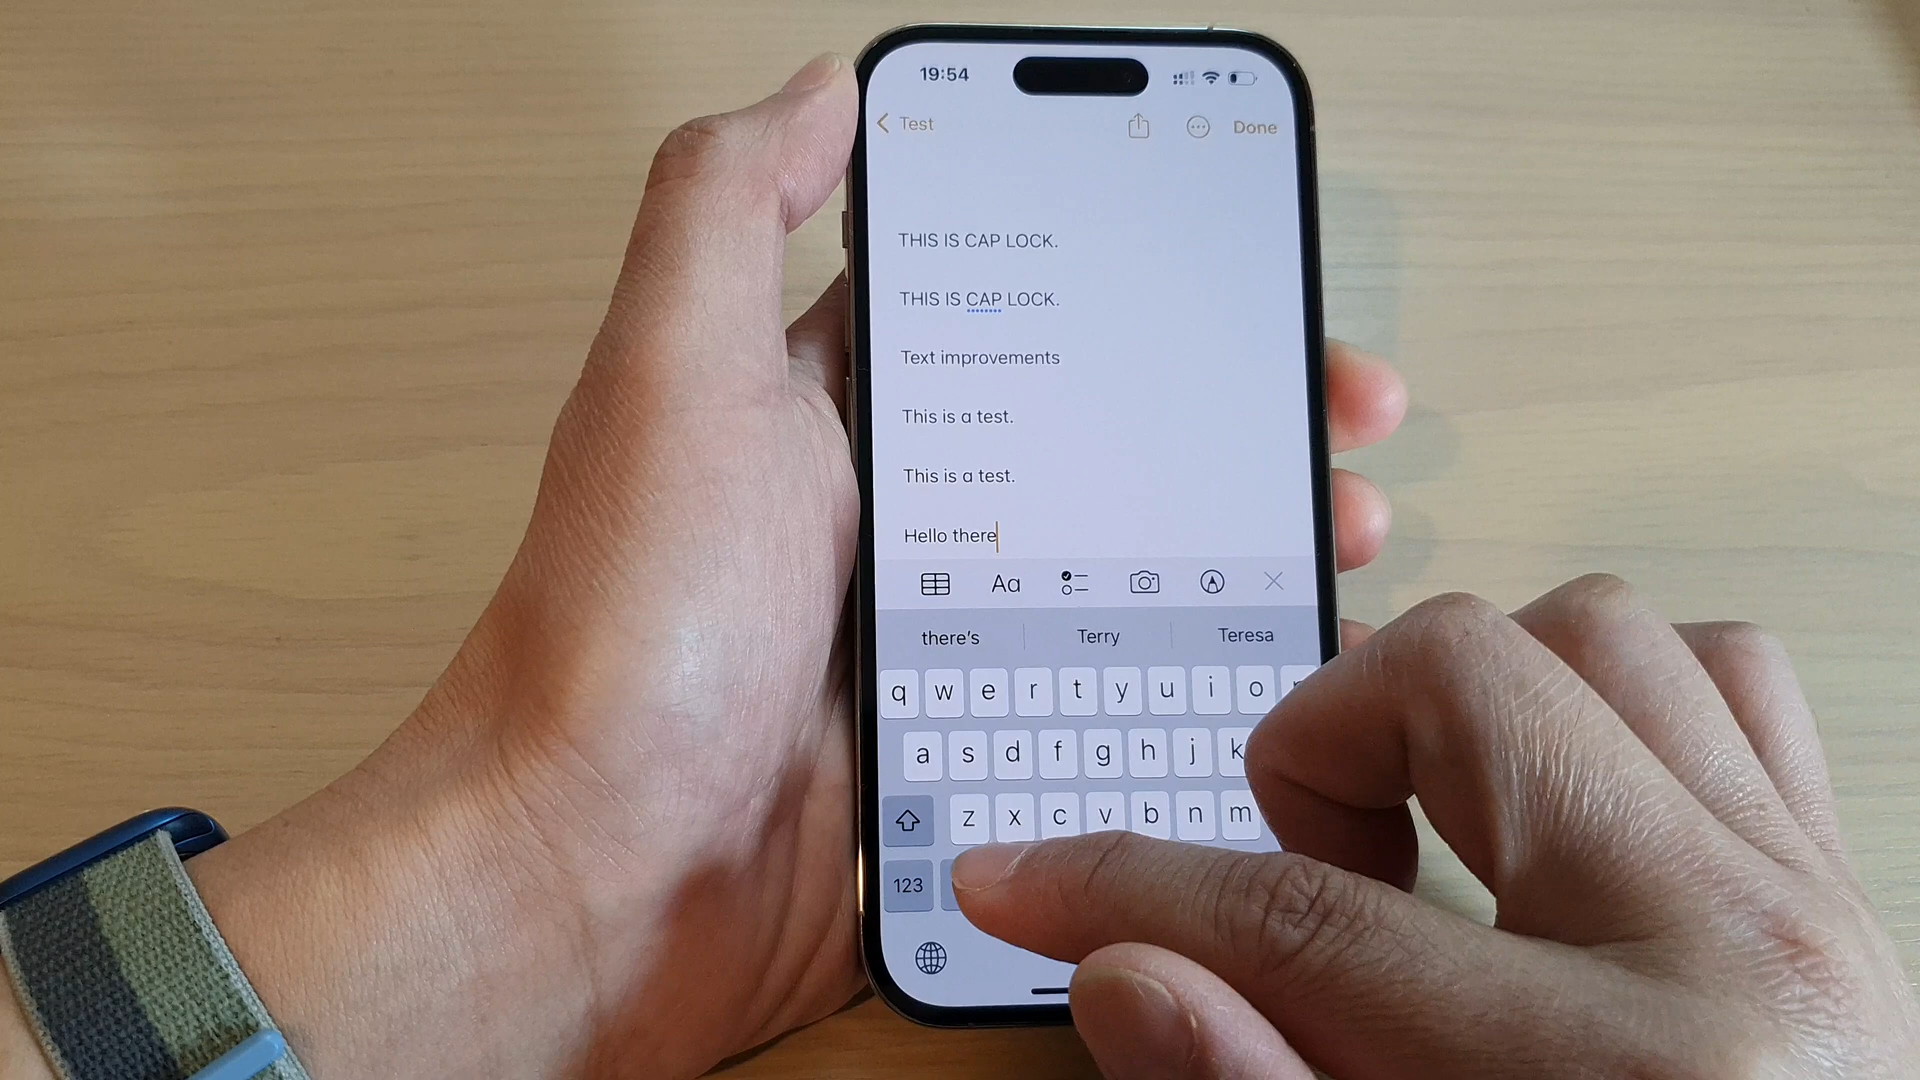 19:54
Test
Done
THIS IS CAP LOCK.
THIS IS CAP LOCK.
Text improvements
This is a test.
This is a test.
Hello there
Aa
there's Terry Teresa
q w e r t y u i o
a s d f g h j k
z x c v b n m
123